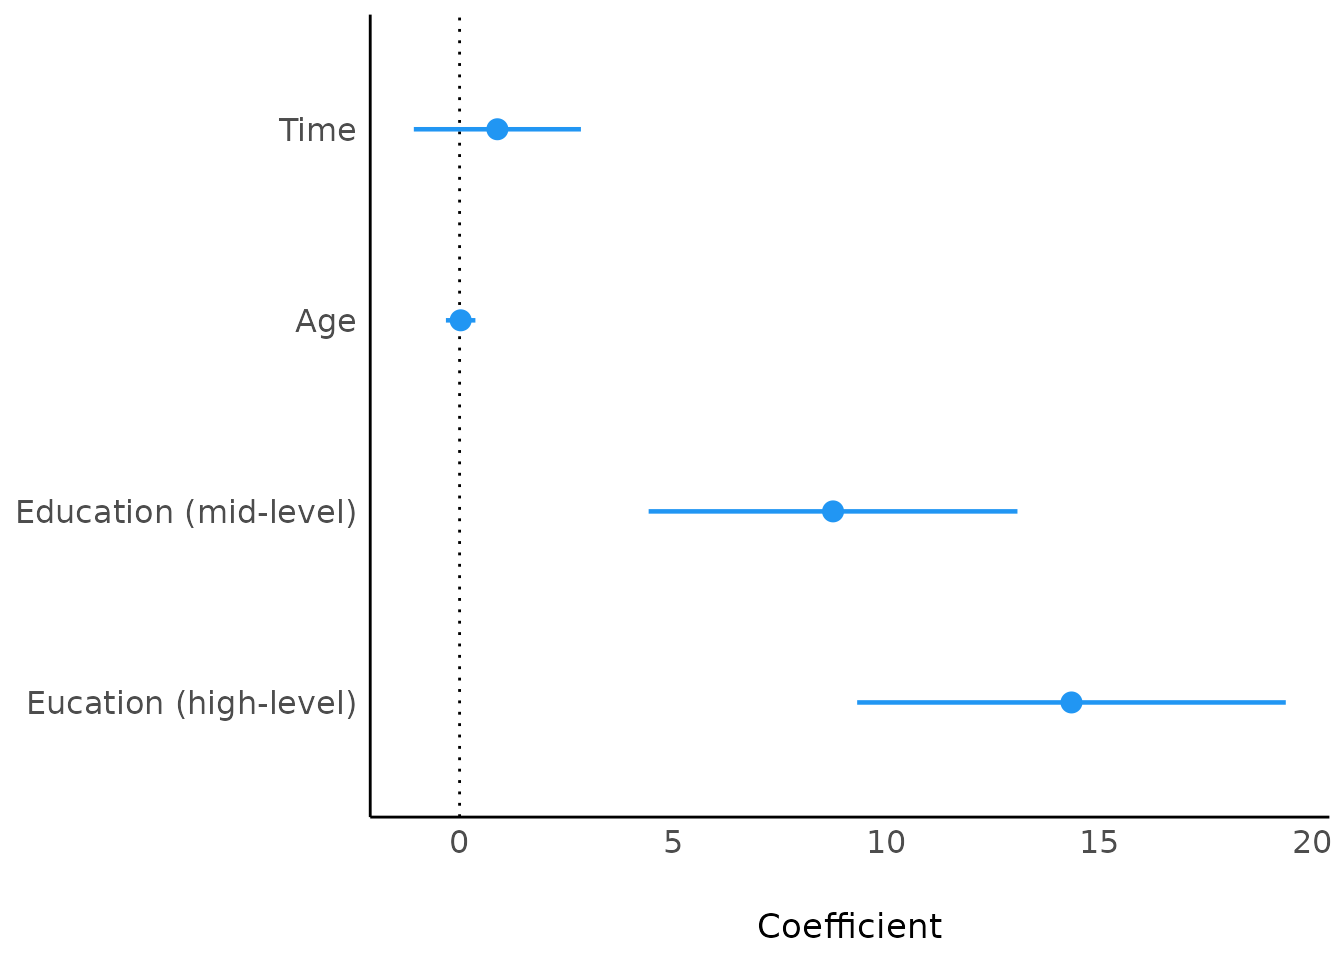 Time
Age
Education (mid-level)
Eucation (high-level)
0 5 10 15 20
Coefficient